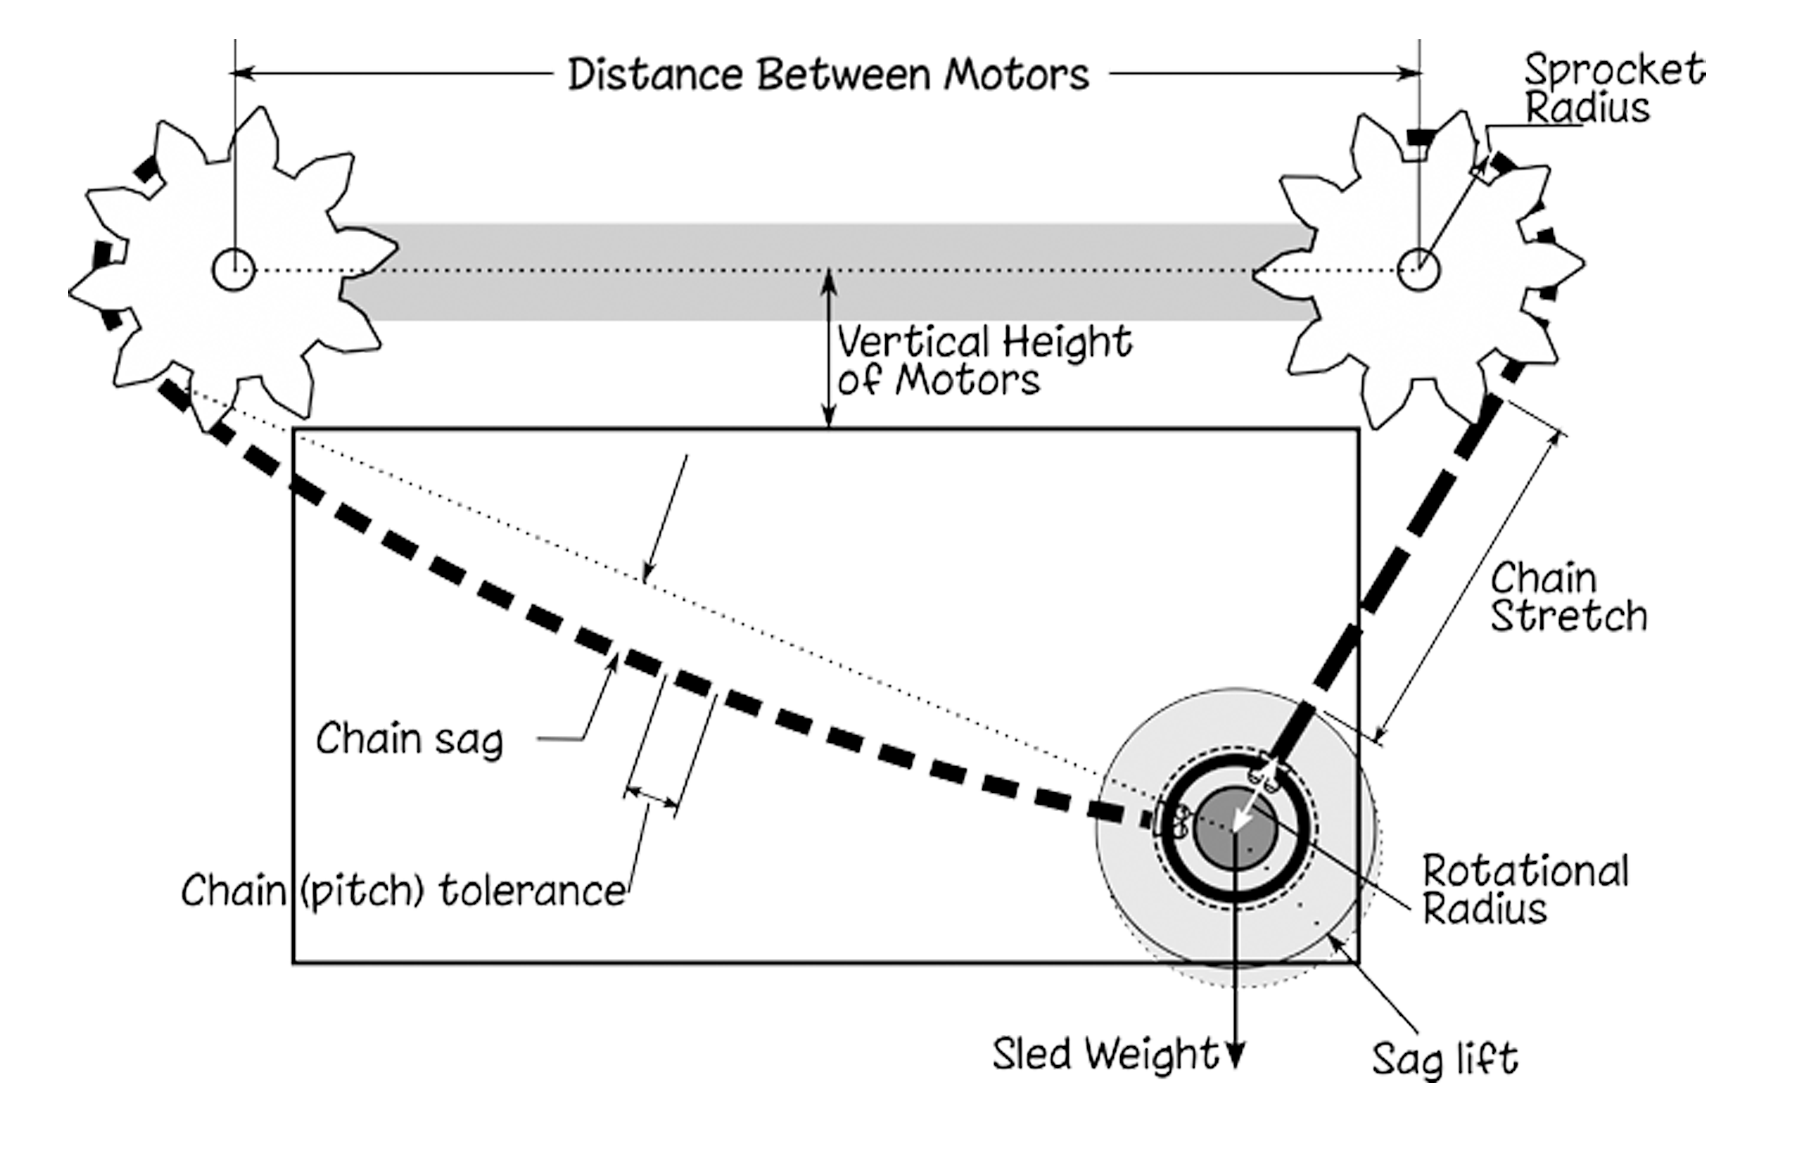 Distance Between Motors
Sprocket
Radius
Vertical Height
of Motors
Chain
Stretch
Chain sag
Chain (pitch) tolerance
Rotational
Radius
Sled Weight
Sag lift